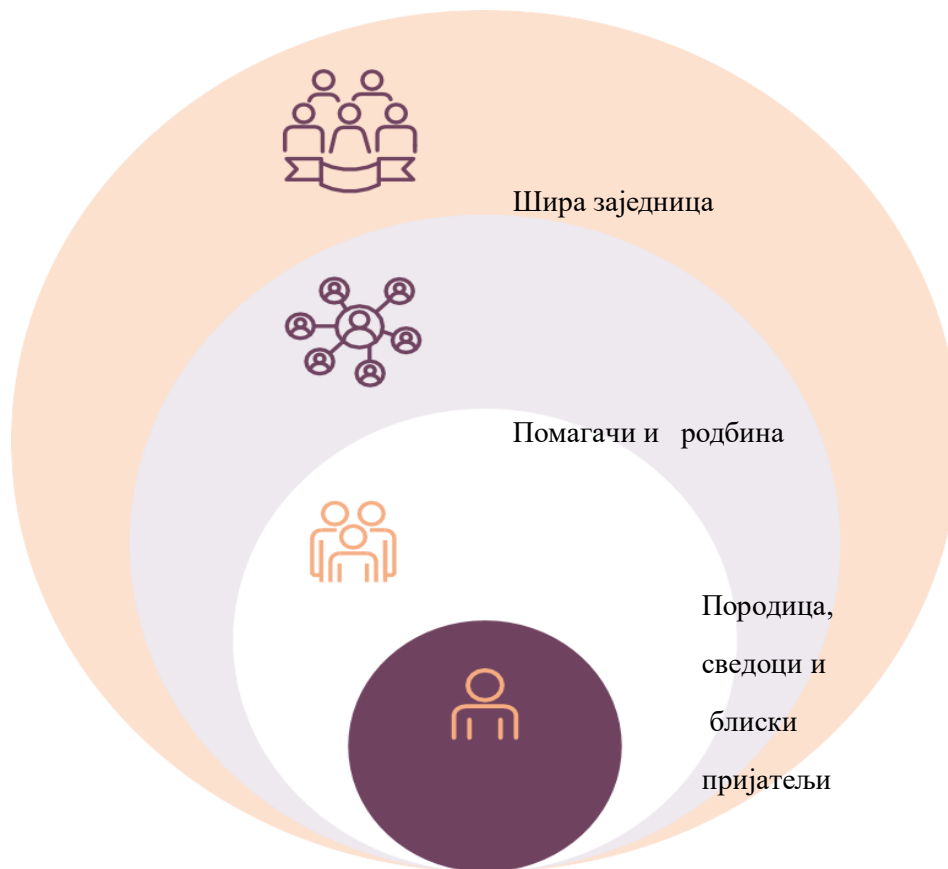 Шира заједница
Помагачи и родбина
Породица,
сведоци и
блиски
пријатељи